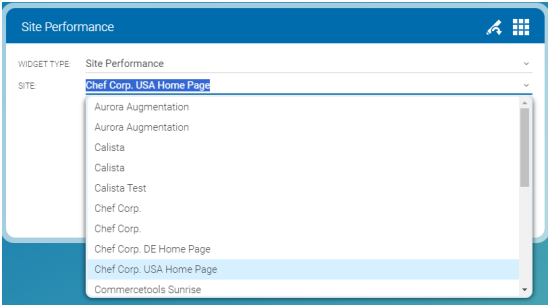 Site Performance
WIDGET TYPE: Site Performance
SITE: Chef Corp. USA Home Page
Aurora Augmentation
Aurora Augmentation
Calista
Calista
Calista Test
Chef Corp.
Chef Corp.
Chef Corp. DE Home Page
Chef Corp. USA Home Page
Commercetools Sunrise